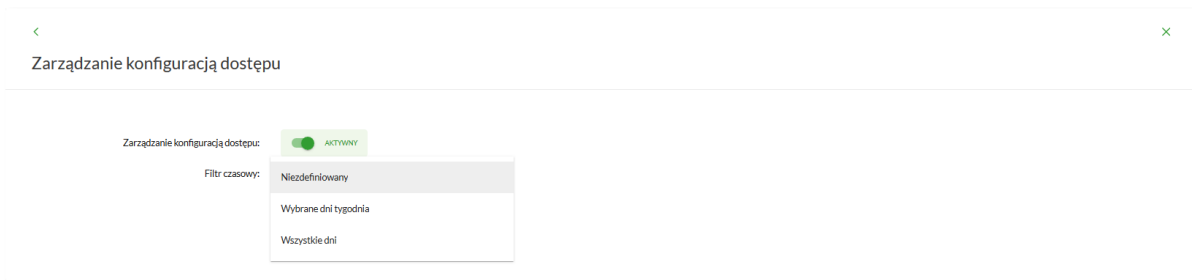 Zarządzanie konfiguracją dostępu
Zarządzanie konfiguracją dostępu: AKTYWNY
Filtr czasowy:
Niezdefiniowany
Wybrane dni tygodnia
Wszystkie dni